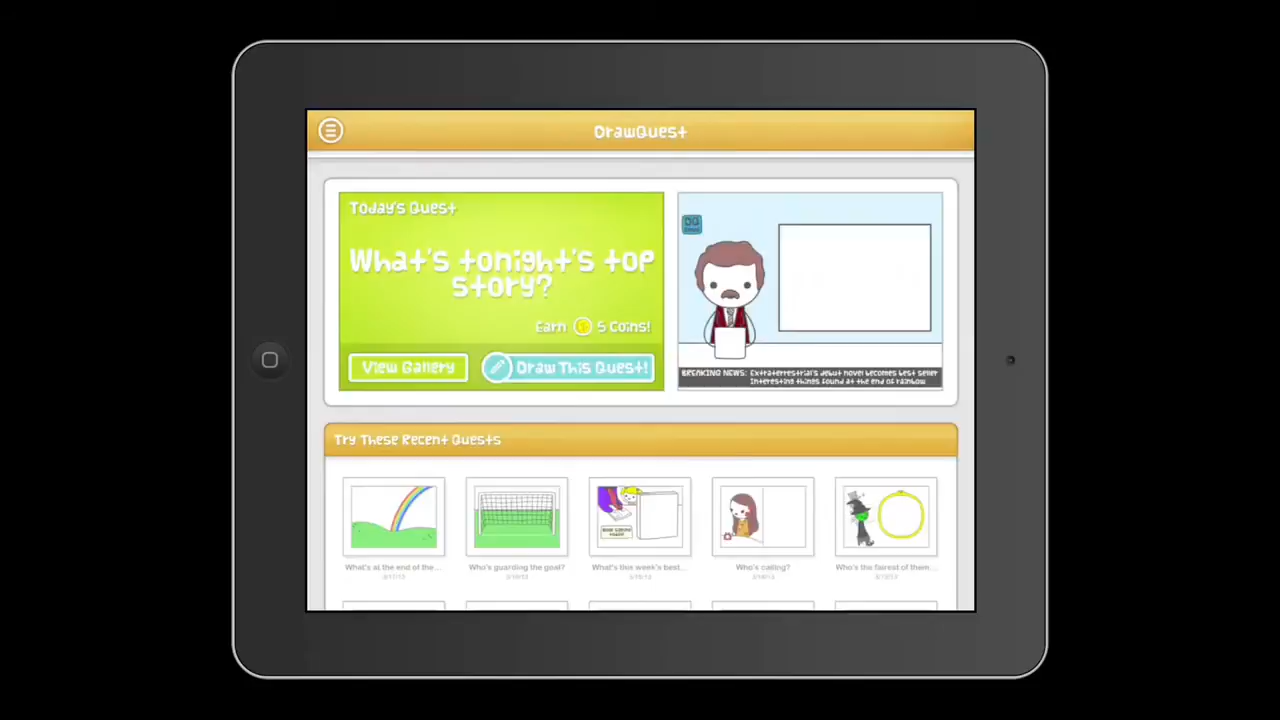 DrawQuest
Today's Quest
What's tonight's top
story?
Earn 5 Coins!
View Gallery
Draw This Quest!
DQ
BREAKING NEWS: Extraterrestrial's debut novel becomes best seller
Interesting things found at the end of rainbow
Try These Recent Quests
What's at the end of the...
Who's guarding the goal?
What's this week's best...
Who's calling?
Who's the fairest of them...